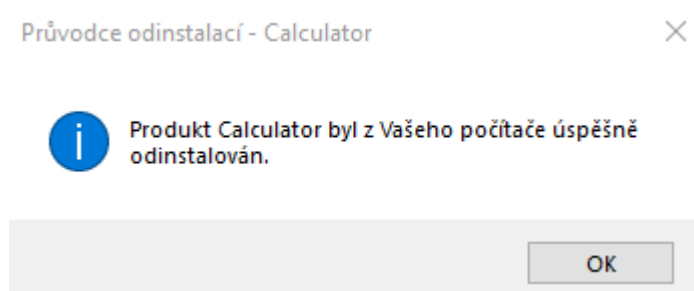 Průvodce odinstalací - Calculator
Produkt Calculator byl z Vašeho počítače úspěšně
odinstalován.
OK